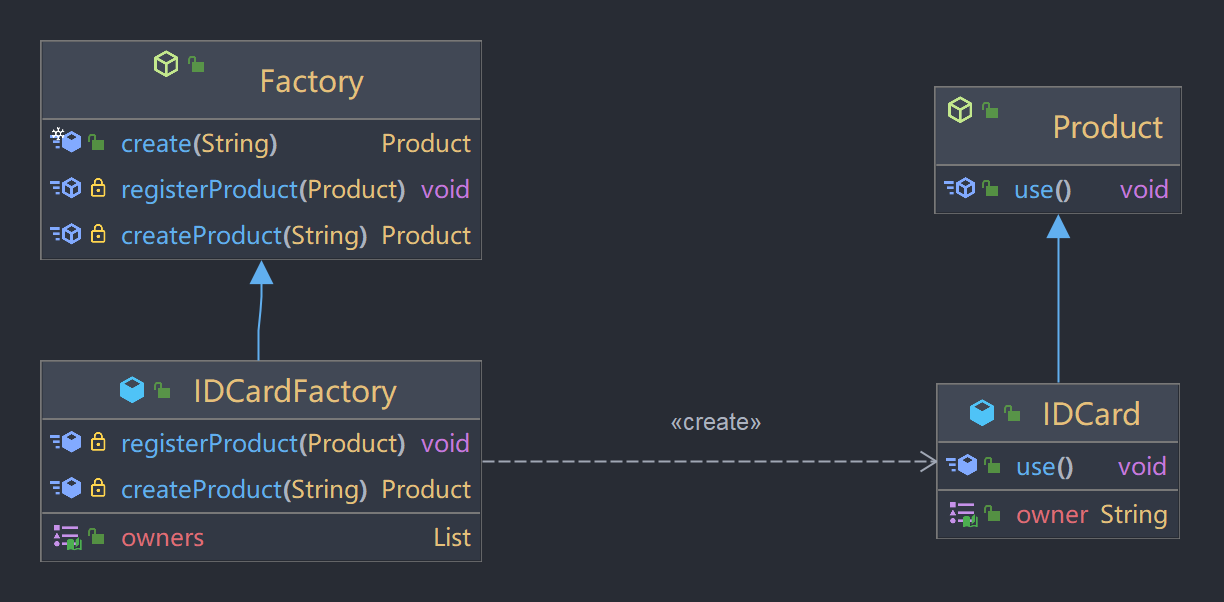 Factory
create(String) Product
registerProduct(Product) void
createProduct(String) Product
Product
use() void
IDCardFactory
registerProduct(Product) void
createProduct(String) Product
owners List
«create»
IDCard
use() void
owner String